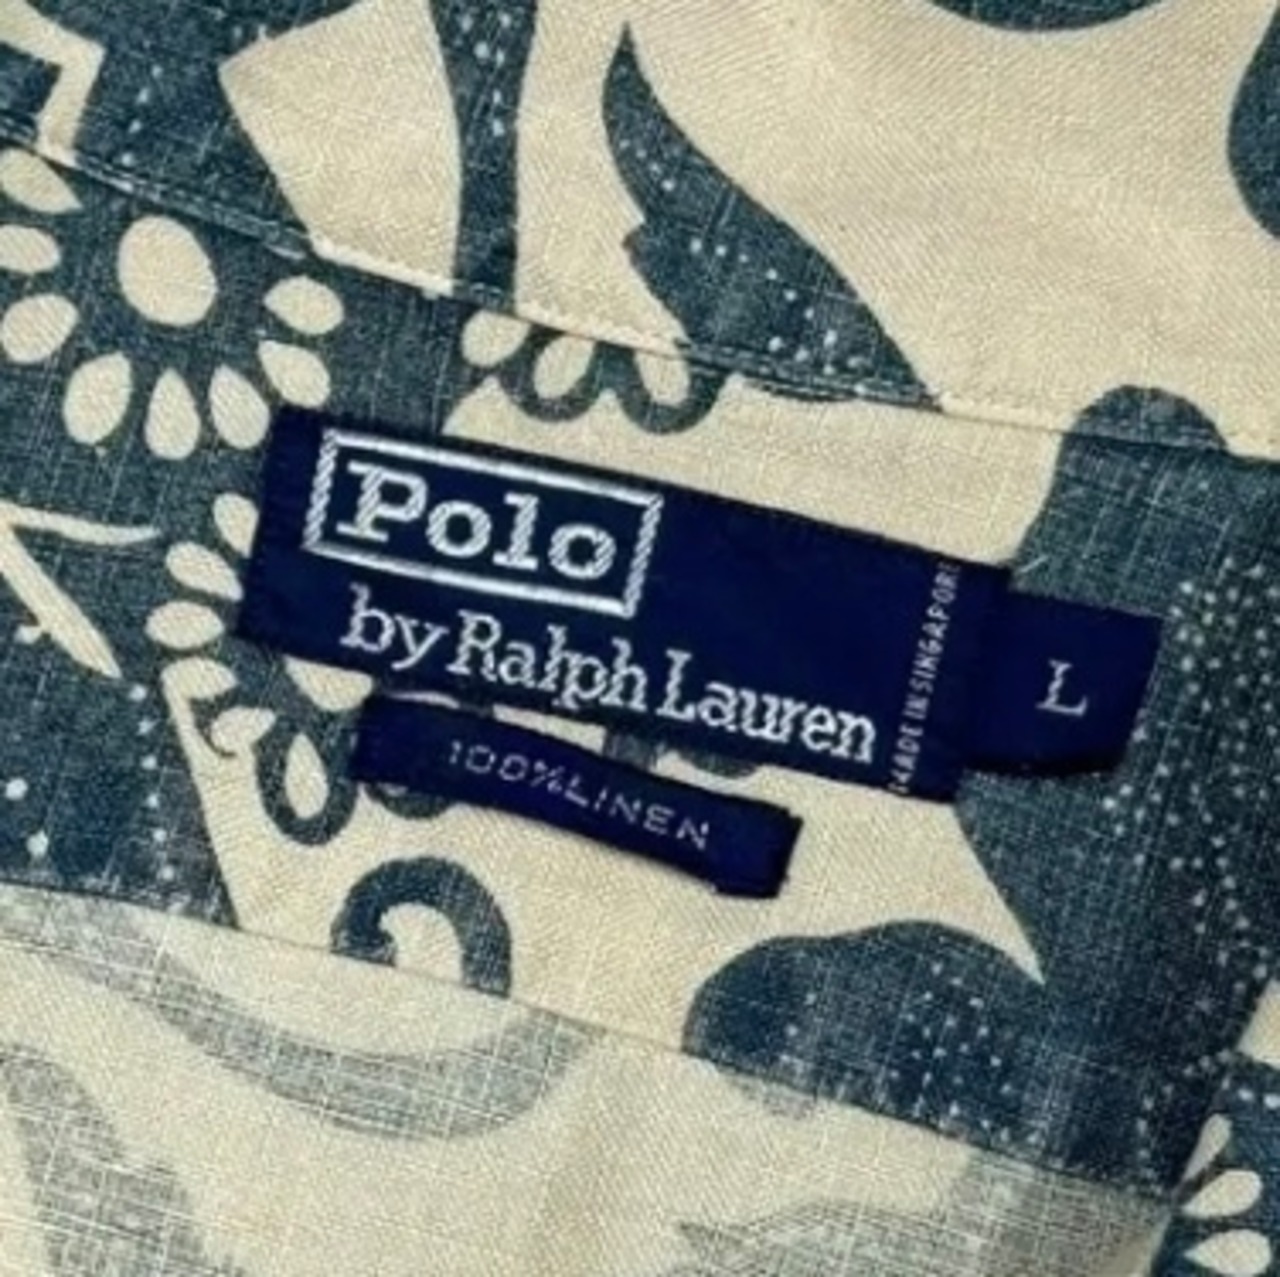 Polo
by Ralph Lauren
MADE IN SINGAPORE
L
100% LINEN